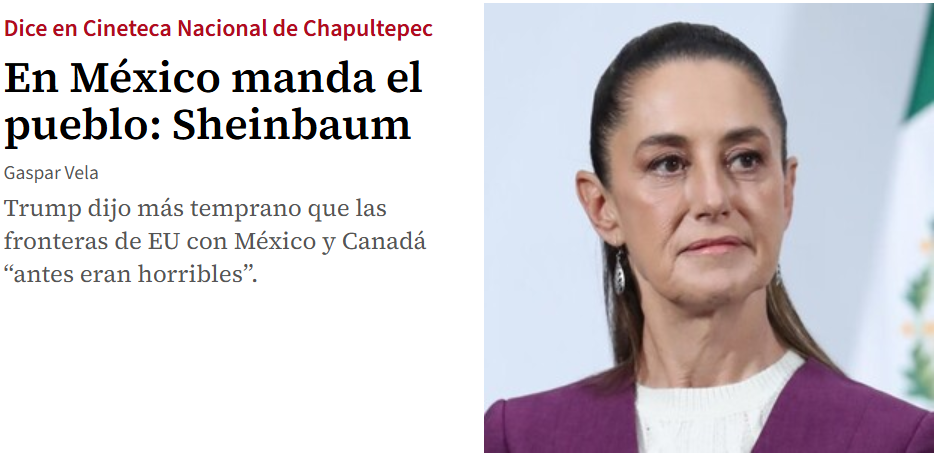 Dice en Cineteca Nacional de Chapultepec
En México manda el
pueblo: Sheinbaum
Gaspar Vela
Trump dijo más temprano que las
fronteras de EU con México y Canadá
“antes eran horribles”.